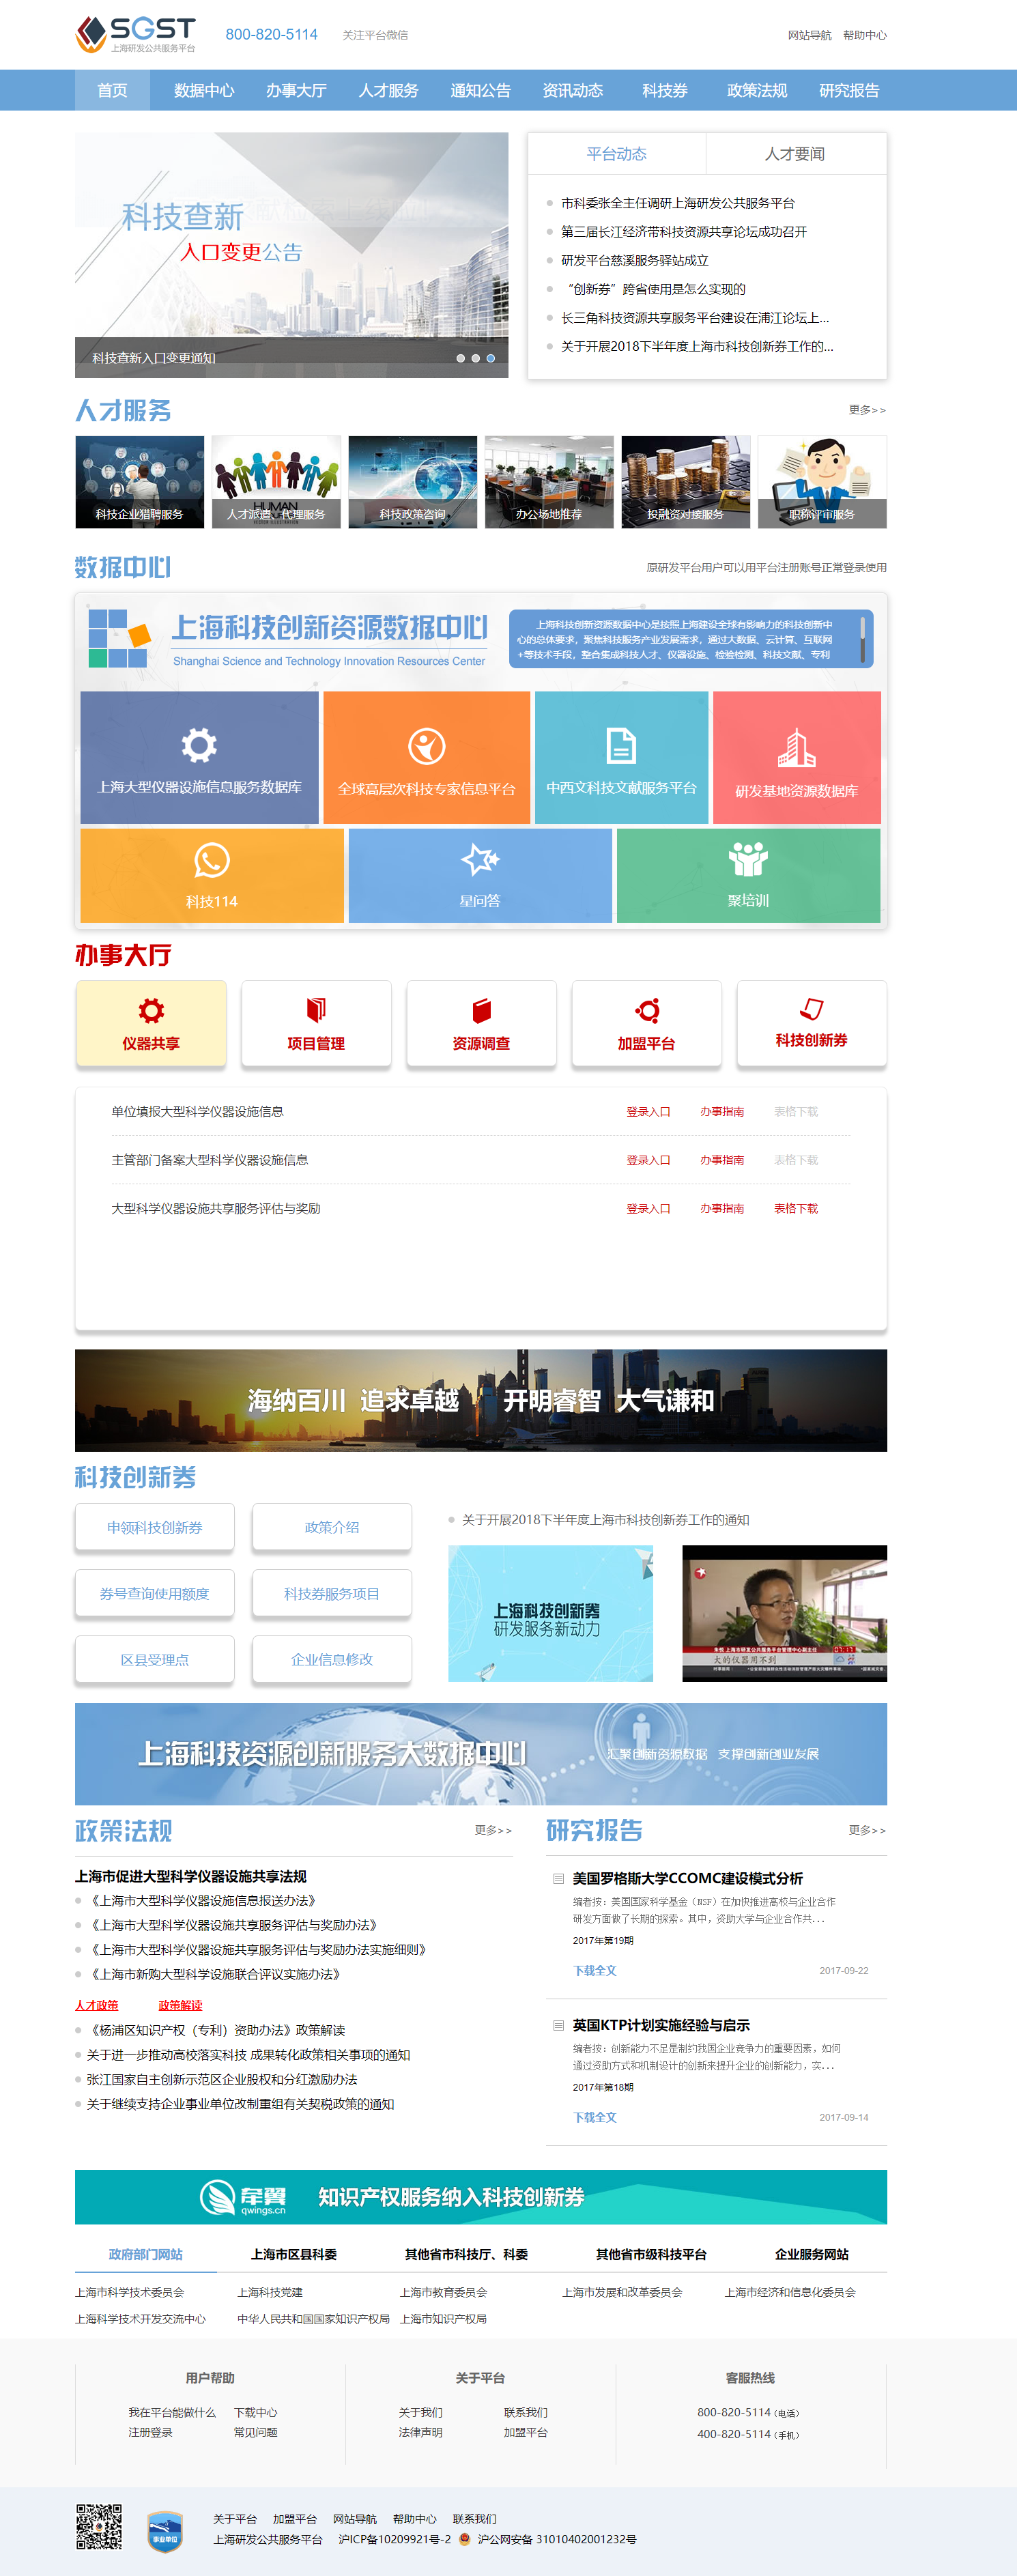 SGST
上海研发公共服务平台
800-820-5114
关注平台微信
网站导航 帮助中心
首页 数据中心 办事大厅 人才服务 通知公告 资讯动态 科技券 政策法规 研究报告
科技查新
入口变更公告
科技查新入口变更通知
平台动态 人才要闻
市科委张全主任调研上海研发公共服务平台
第三届长江经济带科技资源共享论坛成功召开
研发平台慈溪服务驿站成立
“创新券”跨省使用是怎么实现的
长三角科技资源共享服务平台建设在浦江论坛上...
关于开展2018下半年度上海市科技创新券工作的...
人才服务 更多>>
科技企业猎聘服务 人才派遣、代理服务 科技政策咨询 办公场地推荐 投融资对接服务 职称评审服务
数据中心 原研发平台用户可以用平台注册账号正常登录使用
上海科技创新资源数据中心
Shanghai Science and Technology Innovation Resources Center
上海科技创新资源数据中心是按照上海建设全球有影响力的科技创新中
心的总体要求，聚焦科技服务产业发展需求，通过大数据、云计算、互联网
+等技术手段，整合集成科技人才、仪器设施、检验检测、科技文献、专利
上海大型仪器设施信息服务数据库 全球高层次科技专家信息平台 中西文科技文献服务平台 研发基地资源数据库
科技114 星问答 聚培训
办事大厅
仪器共享 项目管理 资源调查 加盟平台 科技创新券
单位填报大型科学仪器设施信息 登录入口 办事指南 表格下载
主管部门备案大型科学仪器设施信息 登录入口 办事指南 表格下载
大型科学仪器设施共享服务评估与奖励 登录入口 办事指南 表格下载
海纳百川 追求卓越 开明睿智 大气谦和
科技创新券
申领科技创新券 政策介绍
券号查询使用额度 科技券服务项目
区县受理点 企业信息修改
关于开展2018下半年度上海市科技创新券工作的通知
上海科技创新券
研发服务新动力
大的仪器用不到
上海科技资源创新服务大数据中心 汇聚创新资源数据 支撑创新创业发展
政策法规 更多>>
上海市促进大型科学仪器设施共享法规
《上海市大型科学仪器设施信息报送办法》
《上海市大型科学仪器设施共享服务评估与奖励办法》
《上海市大型科学仪器设施共享服务评估与奖励办法实施细则》
《上海市新购大型科学设施联合评议实施办法》
人才政策 政策解读
《杨浦区知识产权（专利）资助办法》政策解读
关于进一步推动高校落实科技 成果转化政策相关事项的通知
张江国家自主创新示范区企业股权和分红激励办法
关于继续支持企业事业单位改制重组有关契税政策的通知
研究报告 更多>>
美国罗格斯大学CCOMC建设模式分析
编者按：美国国家科学基金（NSF）在加快推进高校与企业合作
研发方面做了长期的探索。其中，资助大学与企业合作共...
2017年第19期
下载全文 2017-09-22
英国KTP计划实施经验与启示
编者按：创新能力不足是制约我国企业竞争力的重要因素，如何
通过资助方式和机制设计的创新来提升企业的创新能力，实...
2017年第18期
下载全文 2017-09-14
牵翼
qwings.cn
知识产权服务纳入科技创新券
政府部门网站 上海市区县科委 其他省市科技厅、科委 其他省市级科技平台 企业服务网站
上海市科学技术委员会 上海科技党建 上海市教育委员会 上海市发展和改革委员会 上海市经济和信息化委员会
上海科学技术开发交流中心 中华人民共和国国家知识产权局 上海市知识产权局
用户帮助
我在平台能做什么 下载中心
注册登录 常见问题
关于平台
关于我们 联系我们
法律声明 加盟平台
客服热线
800-820-5114（电话）
400-820-5114（手机）
事业单位
关于平台 加盟平台 网站导航 帮助中心 联系我们
上海研发公共服务平台 沪ICP备10209921号-2 沪公网安备 31010402001232号